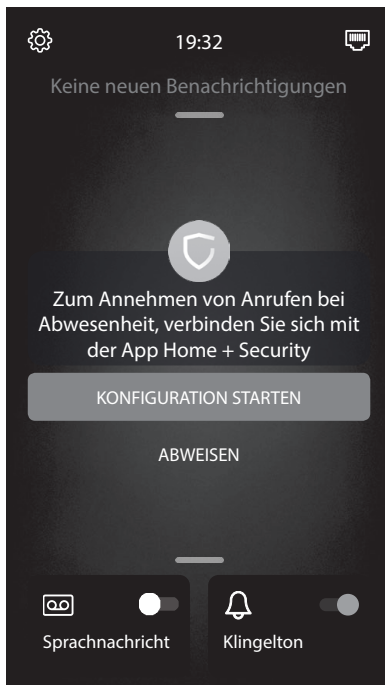 19:32
Keine neuen Benachrichtigungen
Zum Annehmen von Anrufen bei
Abwesenheit, verbinden Sie sich mit
der App Home + Security
KONFIGURATION STARTEN
ABWEISEN
Sprachnachricht
Klingelton